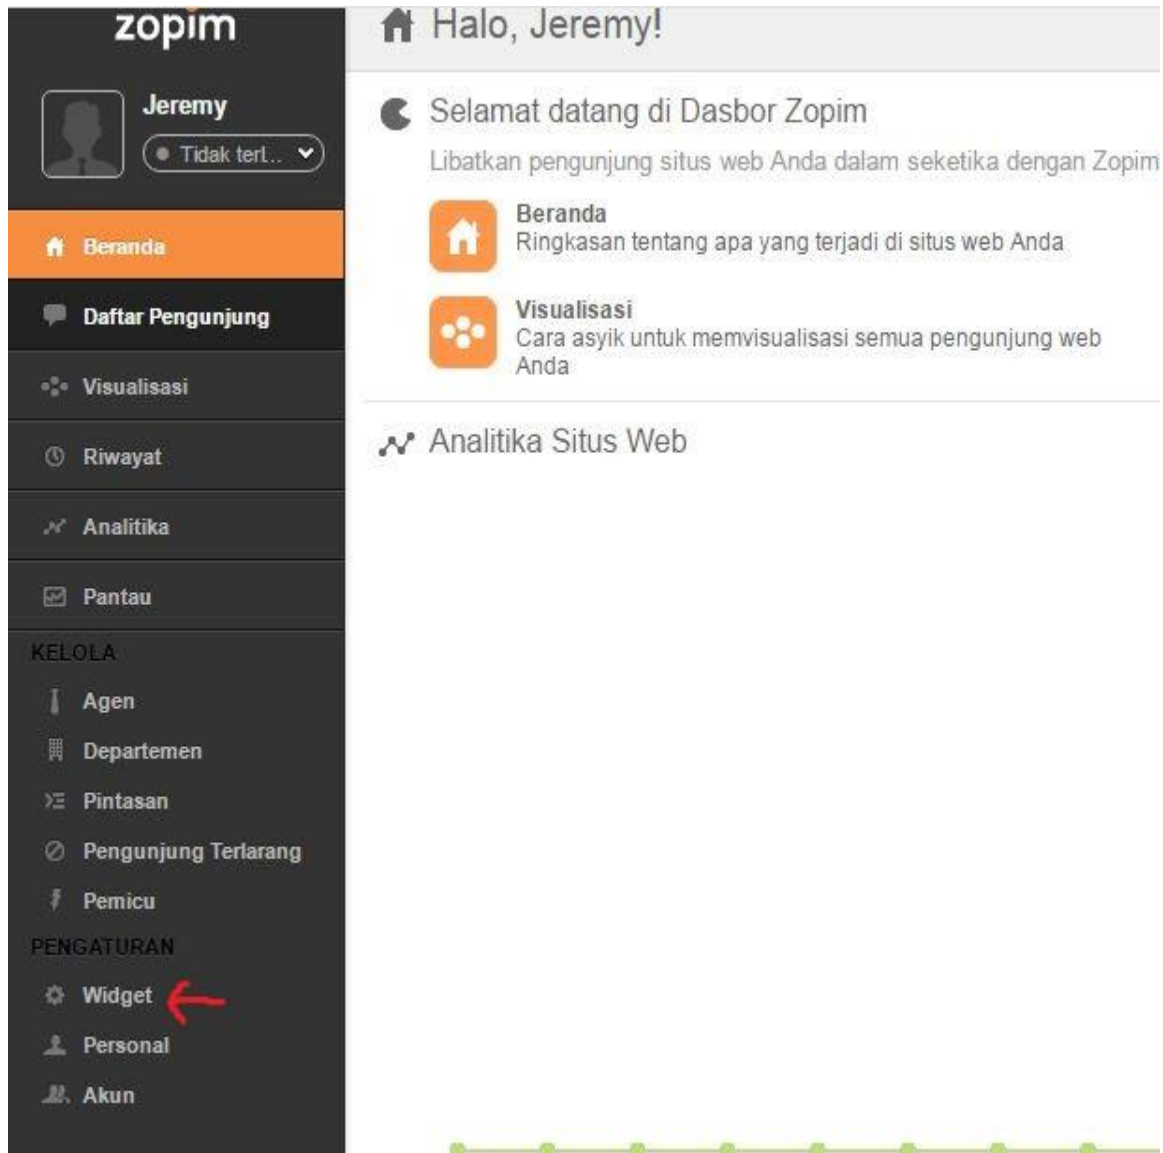 zopim
Jeremy
Tidak terl...
Beranda
Daftar Pengunjung
Visualisasi
Riwayat
Analitika
Pantau
KELOLA
Agen
Departemen
Pintasan
Pengunjung Terlarang
Pemicu
PENGATURAN
Widget
Personal
Akun
Halo, Jeremy!
Selamat datang di Dasbor Zopim
Libatkan pengunjung situs web Anda dalam seketika dengan Zopim
Beranda
Ringkasan tentang apa yang terjadi di situs web Anda
Visualisasi
Cara asyik untuk memvisualisasi semua pengunjung web
Anda
Analitika Situs Web